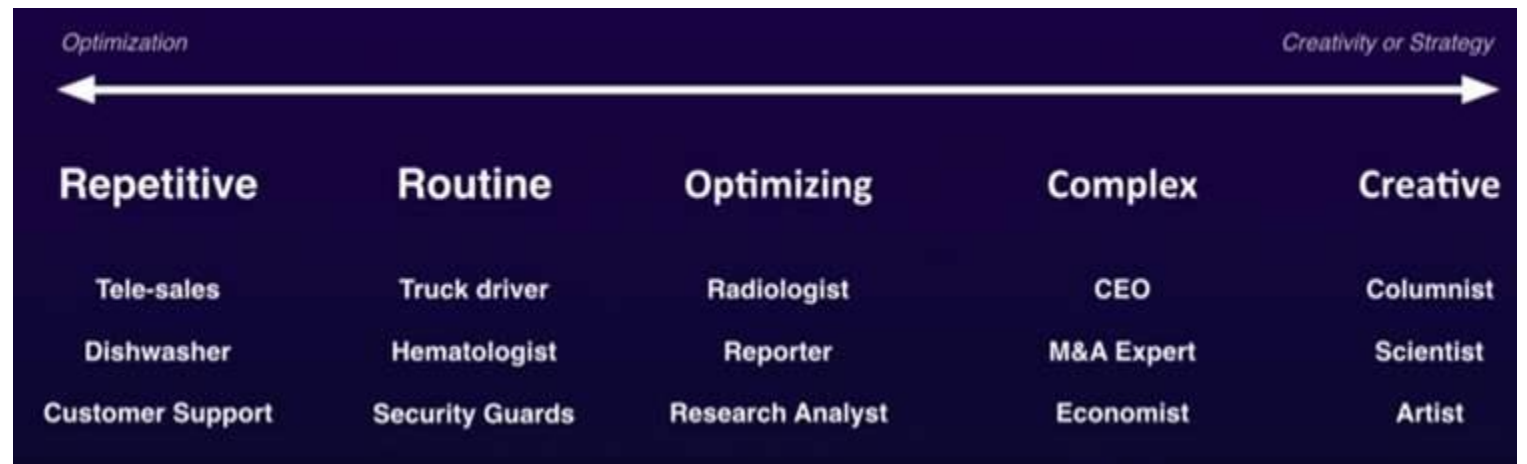 Optimization Creativity or Strategy
Repetitive Routine Optimizing Complex Creative
Tele-sales Truck driver Radiologist CEO Columnist
Dishwasher Hematologist Reporter M&A Expert Scientist
Customer Support Security Guards Research Analyst Economist Artist